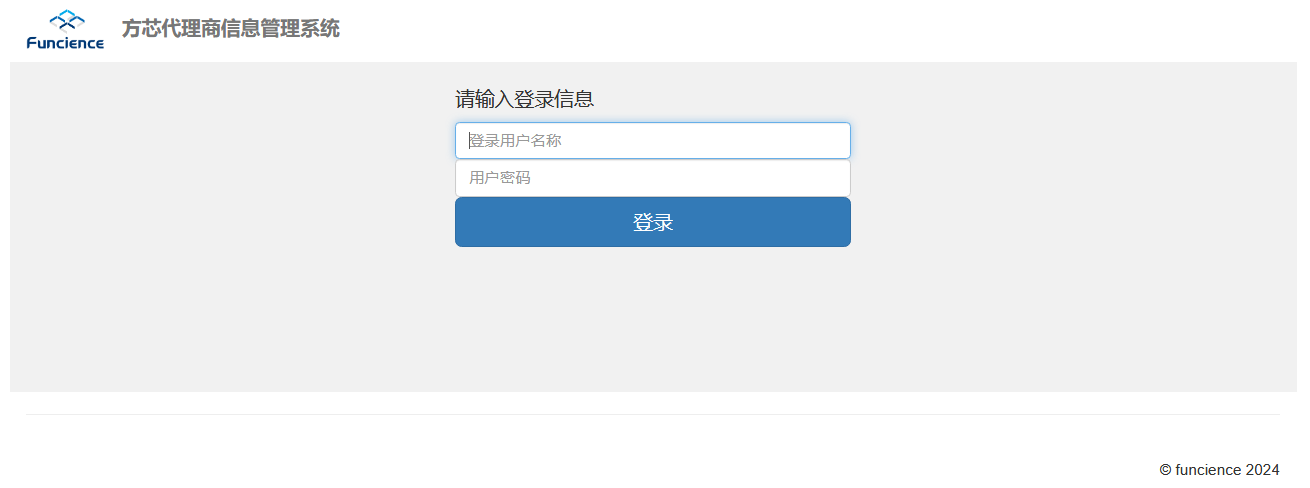 Funcience
方芯代理商信息管理系统
请输入登录信息
登录用户名称
用户密码
登录
© funcience 2024